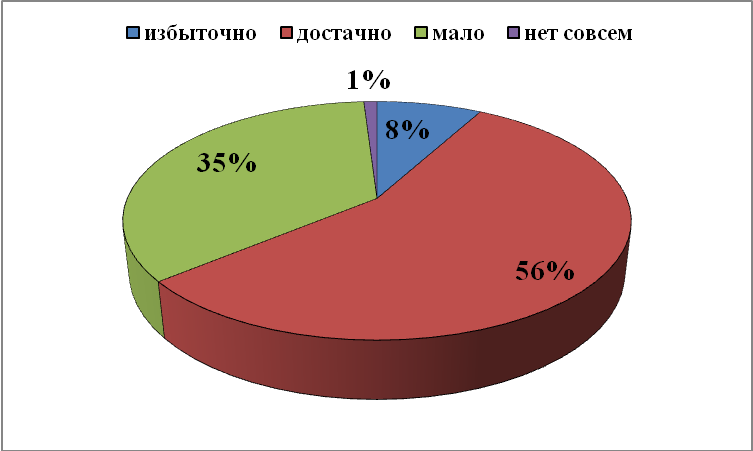 избыточно достачно мало нет совсем
1%
8%
35%
56%